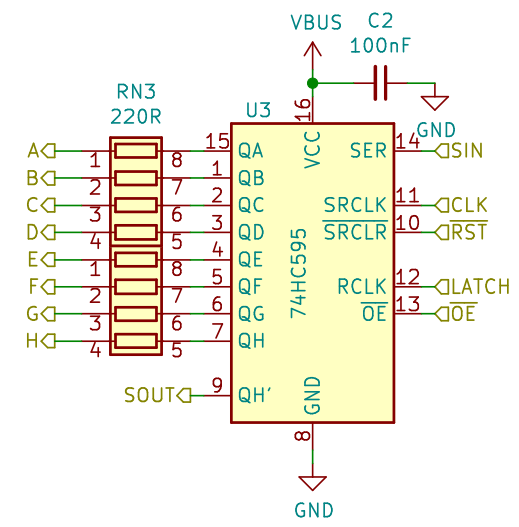 VBUS C2
100nF
RN3
220R
U3
16
GND
A 1 8 15 QA VCC SER 14 SIN
B 2 7 1 QB
C 3 6 2 QC SRCLK 11 CLK
D 4 5 3 QD SRCLR 10 RST
E 1 8 4 QE
F 2 7 5 QF RCLK 12 LATCH
G 3 6 6 QG OE 13 OE
H 4 5 7 QH
74HC595
SOUT 9 QH' GND
8
GND